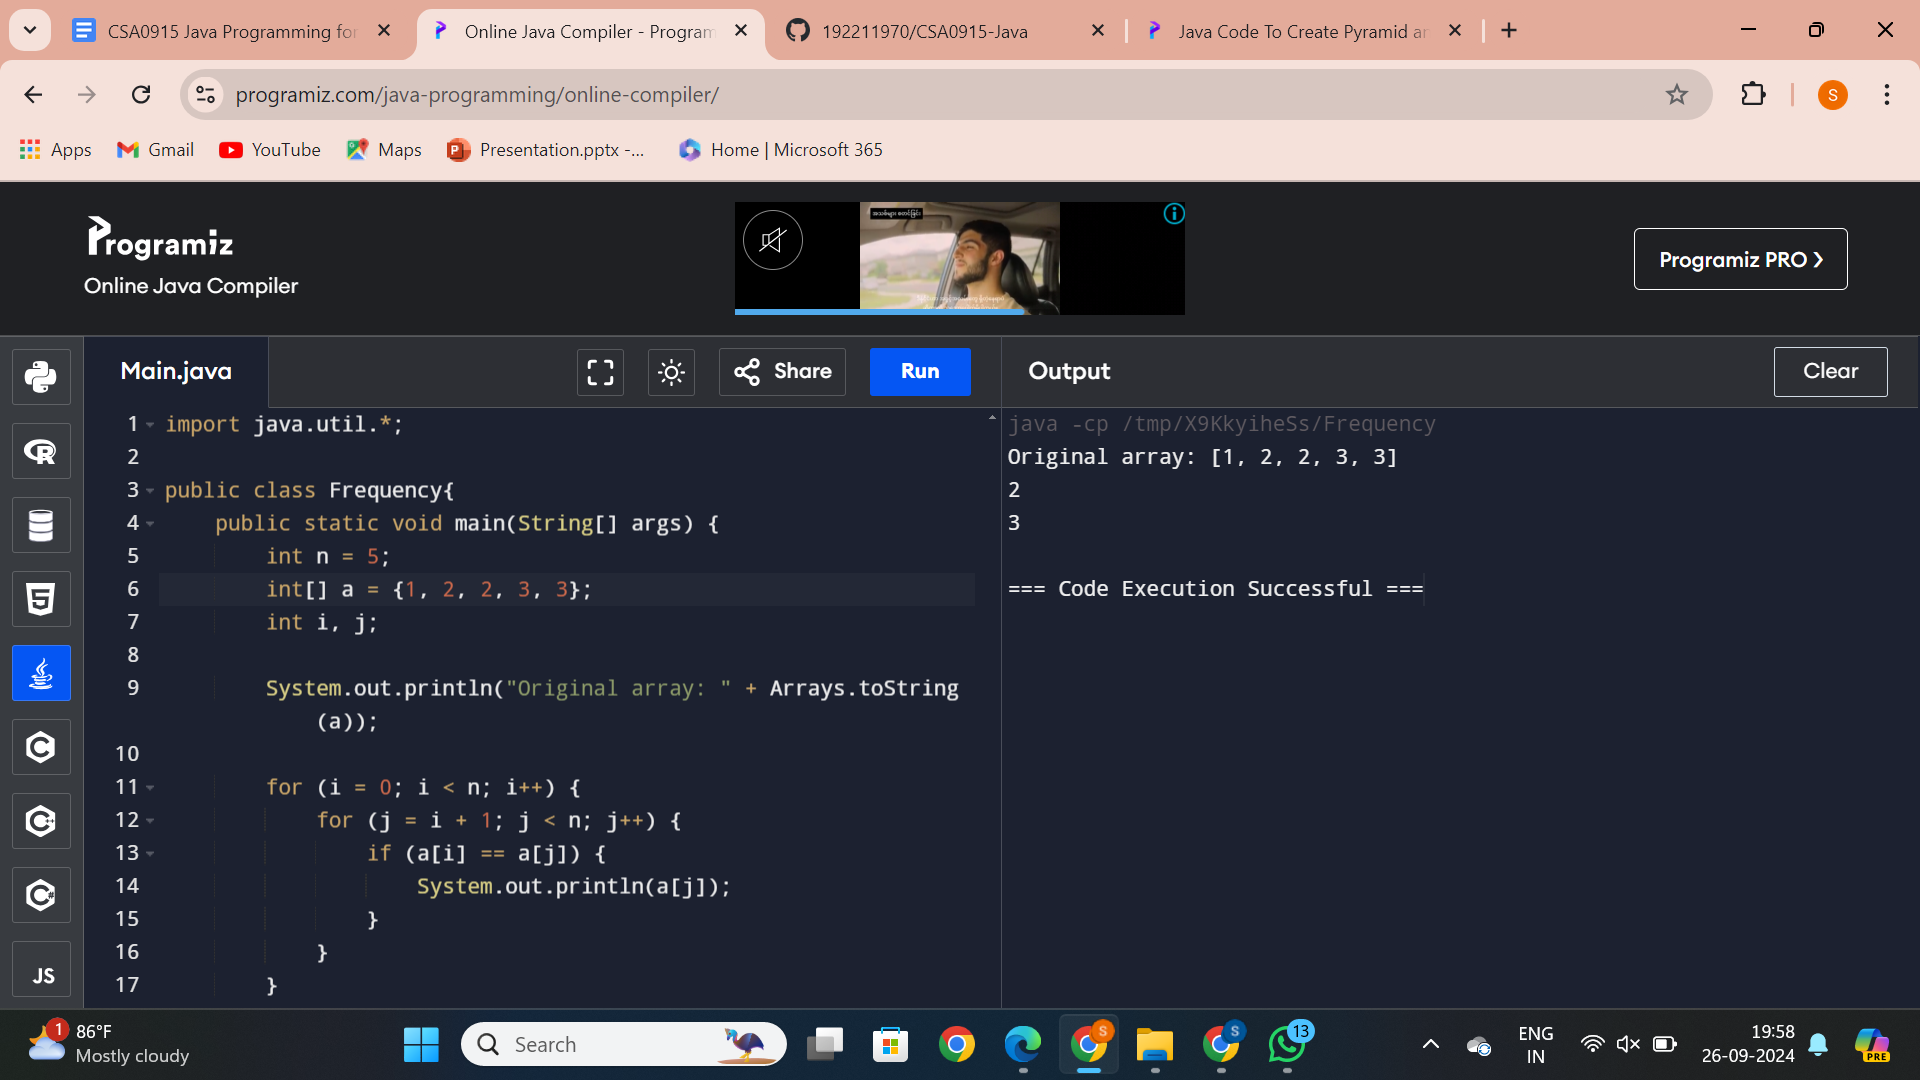 CSA0915 Java Programming for
Online Java Compiler - Program
192211970/CSA0915-Java
Java Code To Create Pyramid an
programiz.com/java-programming/online-compiler/
S
Apps
Gmail
YouTube
Maps
Presentation.pptx -...
Home | Microsoft 365
Programiz
Online Java Compiler
Programiz PRO ❯
Main.java
Share
Run
Output
Clear
1 import java.util.*;
2
3 public class Frequency{
4 public static void main(String[] args) {
5 int n = 5;
6 int[] a = {1, 2, 2, 3, 3};
7 int i, j;
8
9 System.out.println("Original array: " + Arrays.toString
(a));
10
11 for (i = 0; i < n; i++) {
12 for (j = i + 1; j < n; j++) {
13 if (a[i] == a[j]) {
14 System.out.println(a[j]);
15 }
16 }
17 }
java -cp /tmp/X9KkyiheSs/Frequency
Original array: [1, 2, 2, 3, 3]
2
3
=== Code Execution Successful ===
JS
1
86°F
Mostly cloudy
Search
S
S
13
ENG
IN
19:58
26-09-2024
PRE